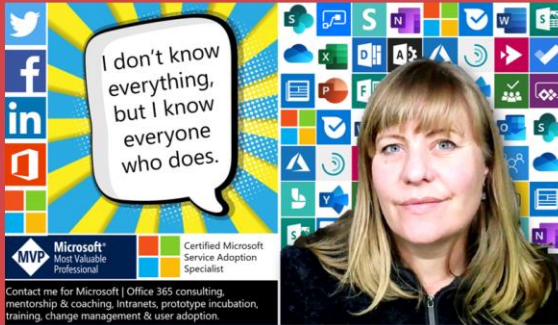 I don't know
everything,
but I know
everyone
who does.
MVP
Microsoft®
Most Valuable
Professional
Certified Microsoft
Service Adoption
Specialist
Contact me for Microsoft | Office 365 consulting,
mentorship & coaching, Intranets, prototype incubation,
training, change management & user adoption.